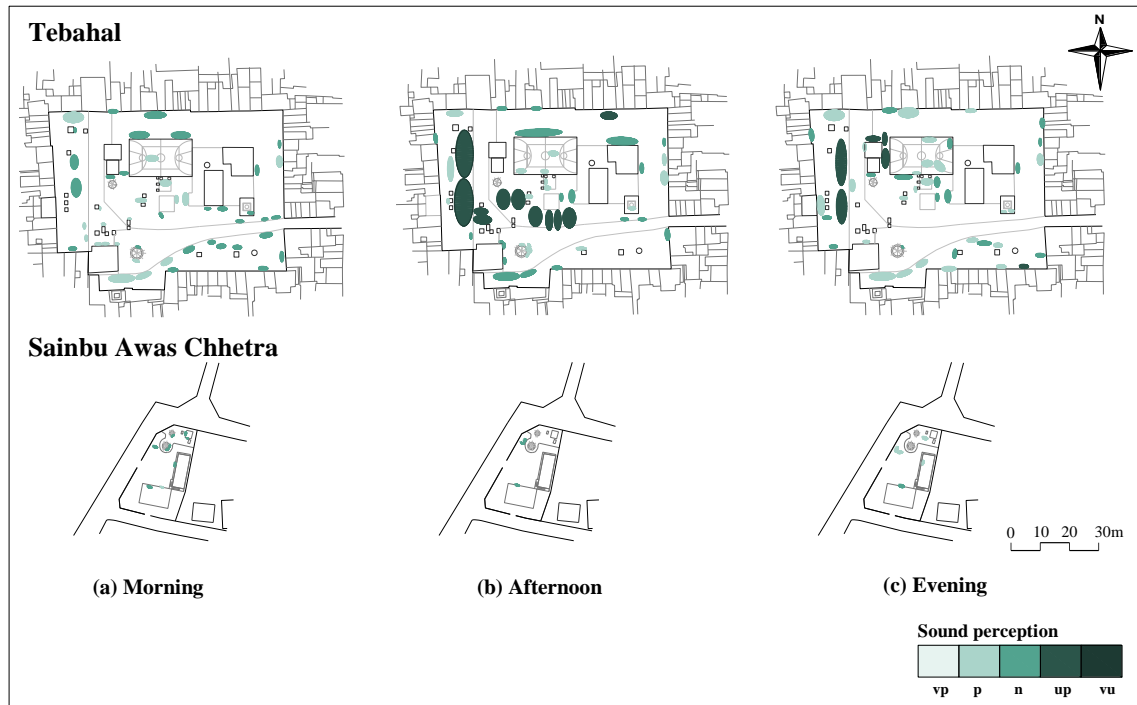 Tebahal
N
Sainbu Awas Chhetra
0 10 20 30m
(a) Morning
(b) Afternoon
(c) Evening
Sound perception
vp p n up vu